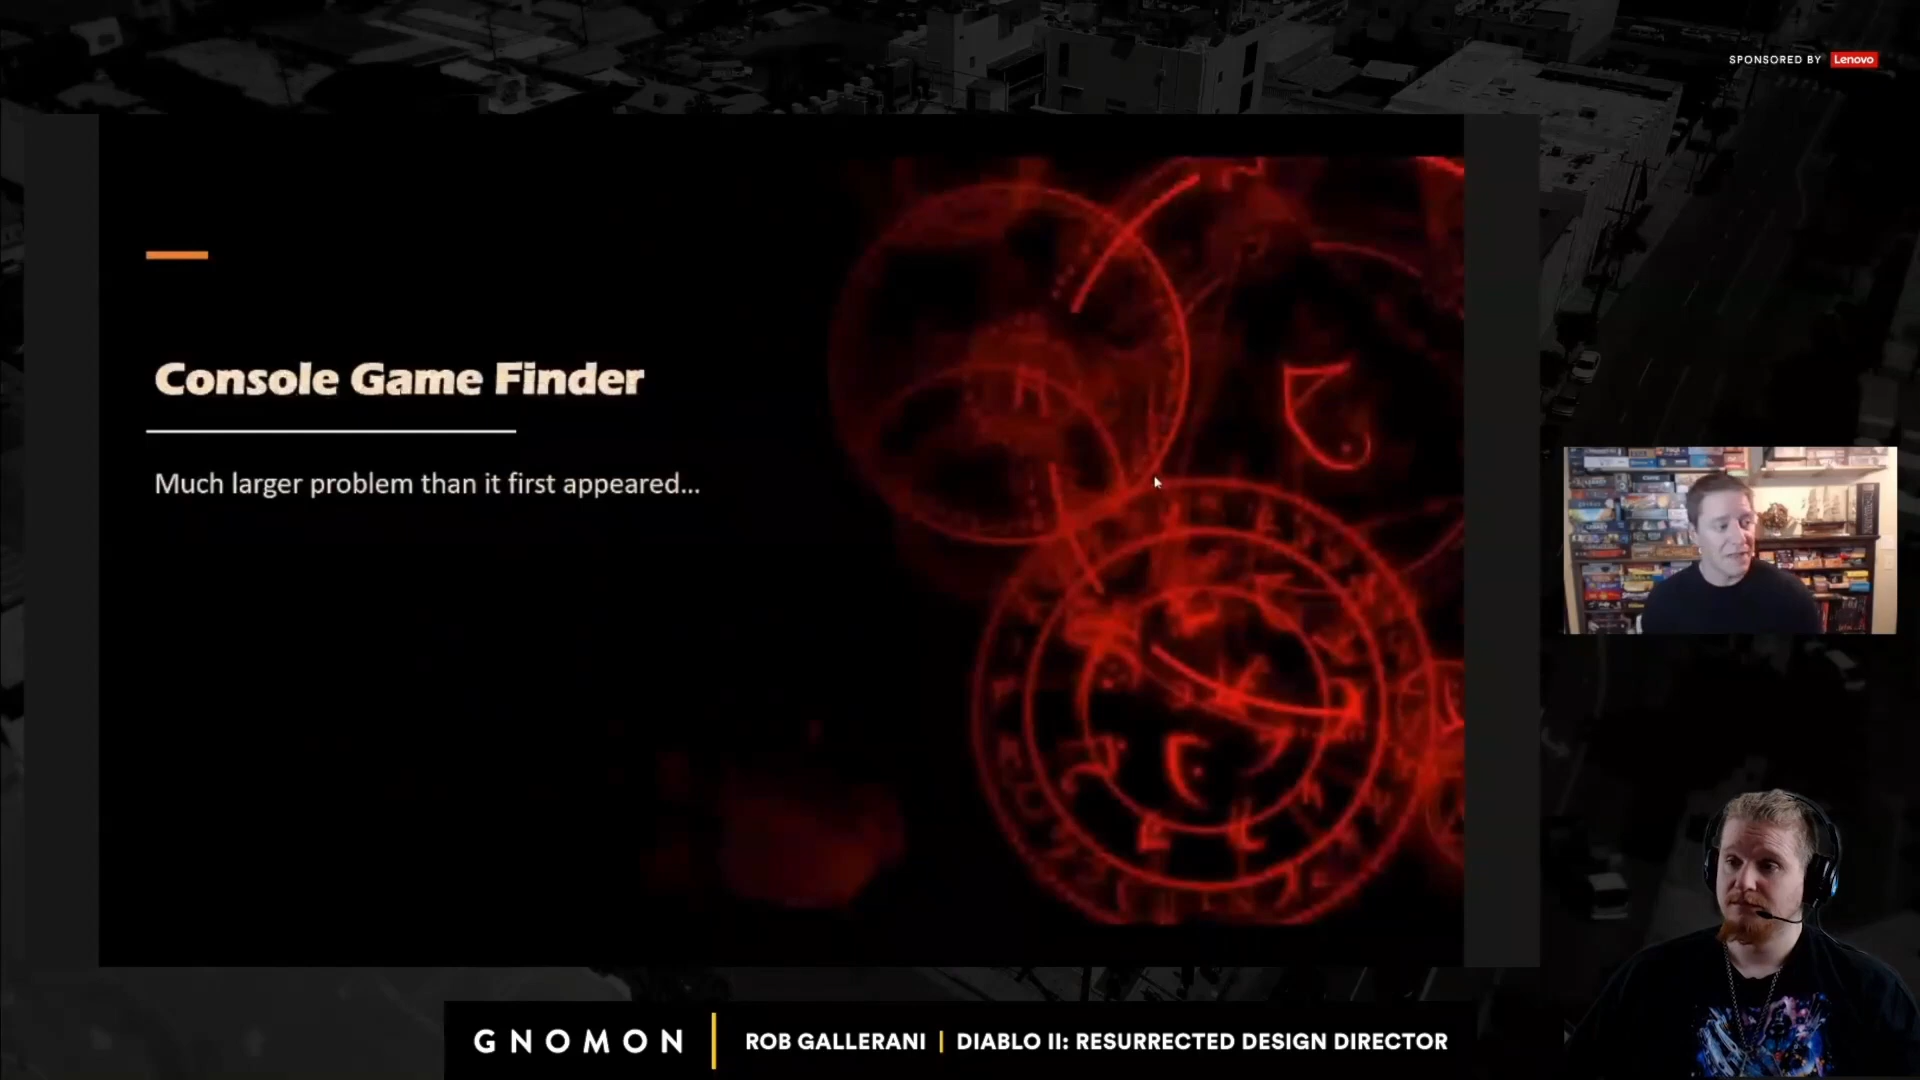 SPONSORED BY Lenovo
Console Game Finder
Much larger problem than it first appeared...
GNOMON
ROB GALLERANI | DIABLO II: RESURRECTED DESIGN DIRECTOR